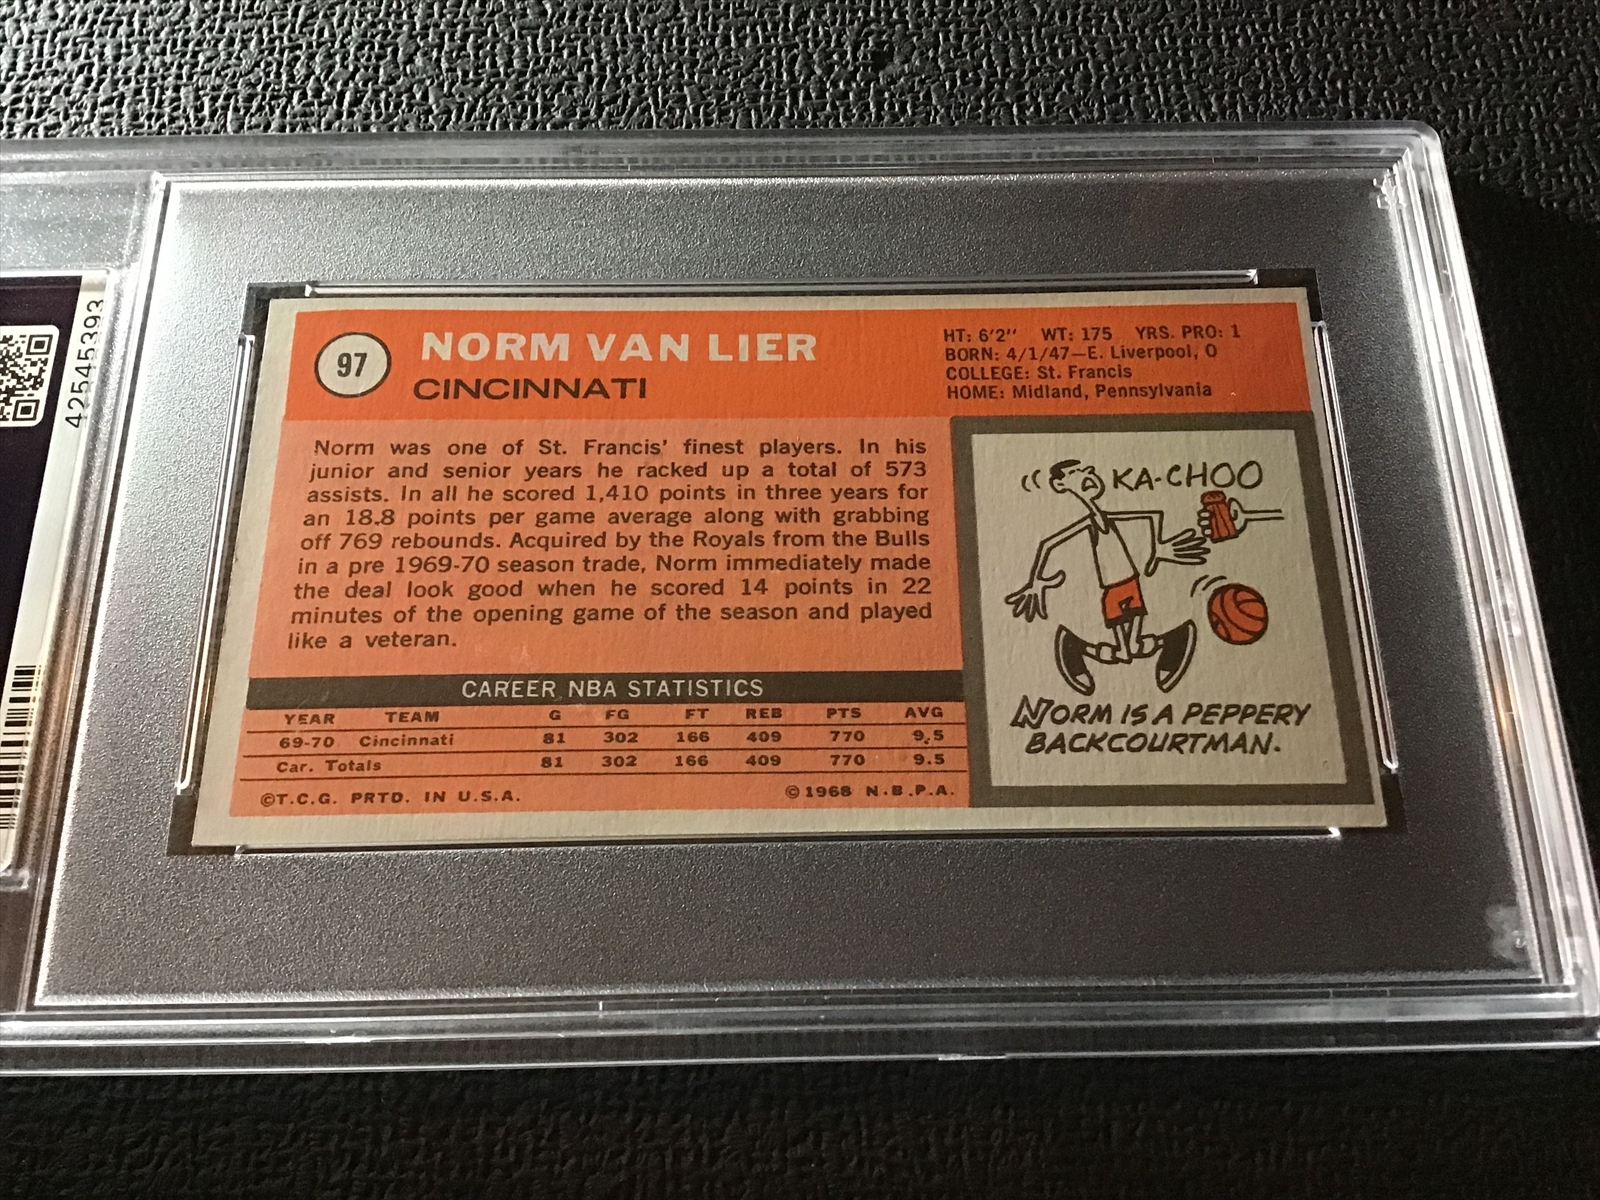 42545393
97
NORM VAN LIER
CINCINNATI
HT: 6'2" WT: 175 YRS. PRO: 1
BORN: 4/1/47—E. Liverpool, O
COLLEGE: St. Francis
HOME: Midland, Pennsylvania
Norm was one of St. Francis' finest players. In his
junior and senior years he racked up a total of 573
assists. In all he scored 1,410 points in three years for
an 18.8 points per game average along with grabbing
off 769 rebounds. Acquired by the Royals from the Bulls
in a pre 1969-70 season trade, Norm immediately made
the deal look good when he scored 14 points in 22
minutes of the opening game of the season and played
like a veteran.
CAREER NBA STATISTICS
YEAR TEAM G FG FT REB PTS AVG
69-70 Cincinnati 81 302 166 409 770 9.5
Car. Totals 81 302 166 409 770 9.5
©T.C.G. PRTD. IN U.S.A. ©1968 N.B.P.A.
KA-CHOO
NORM IS A PEPPERY
BACKCOURTMAN.